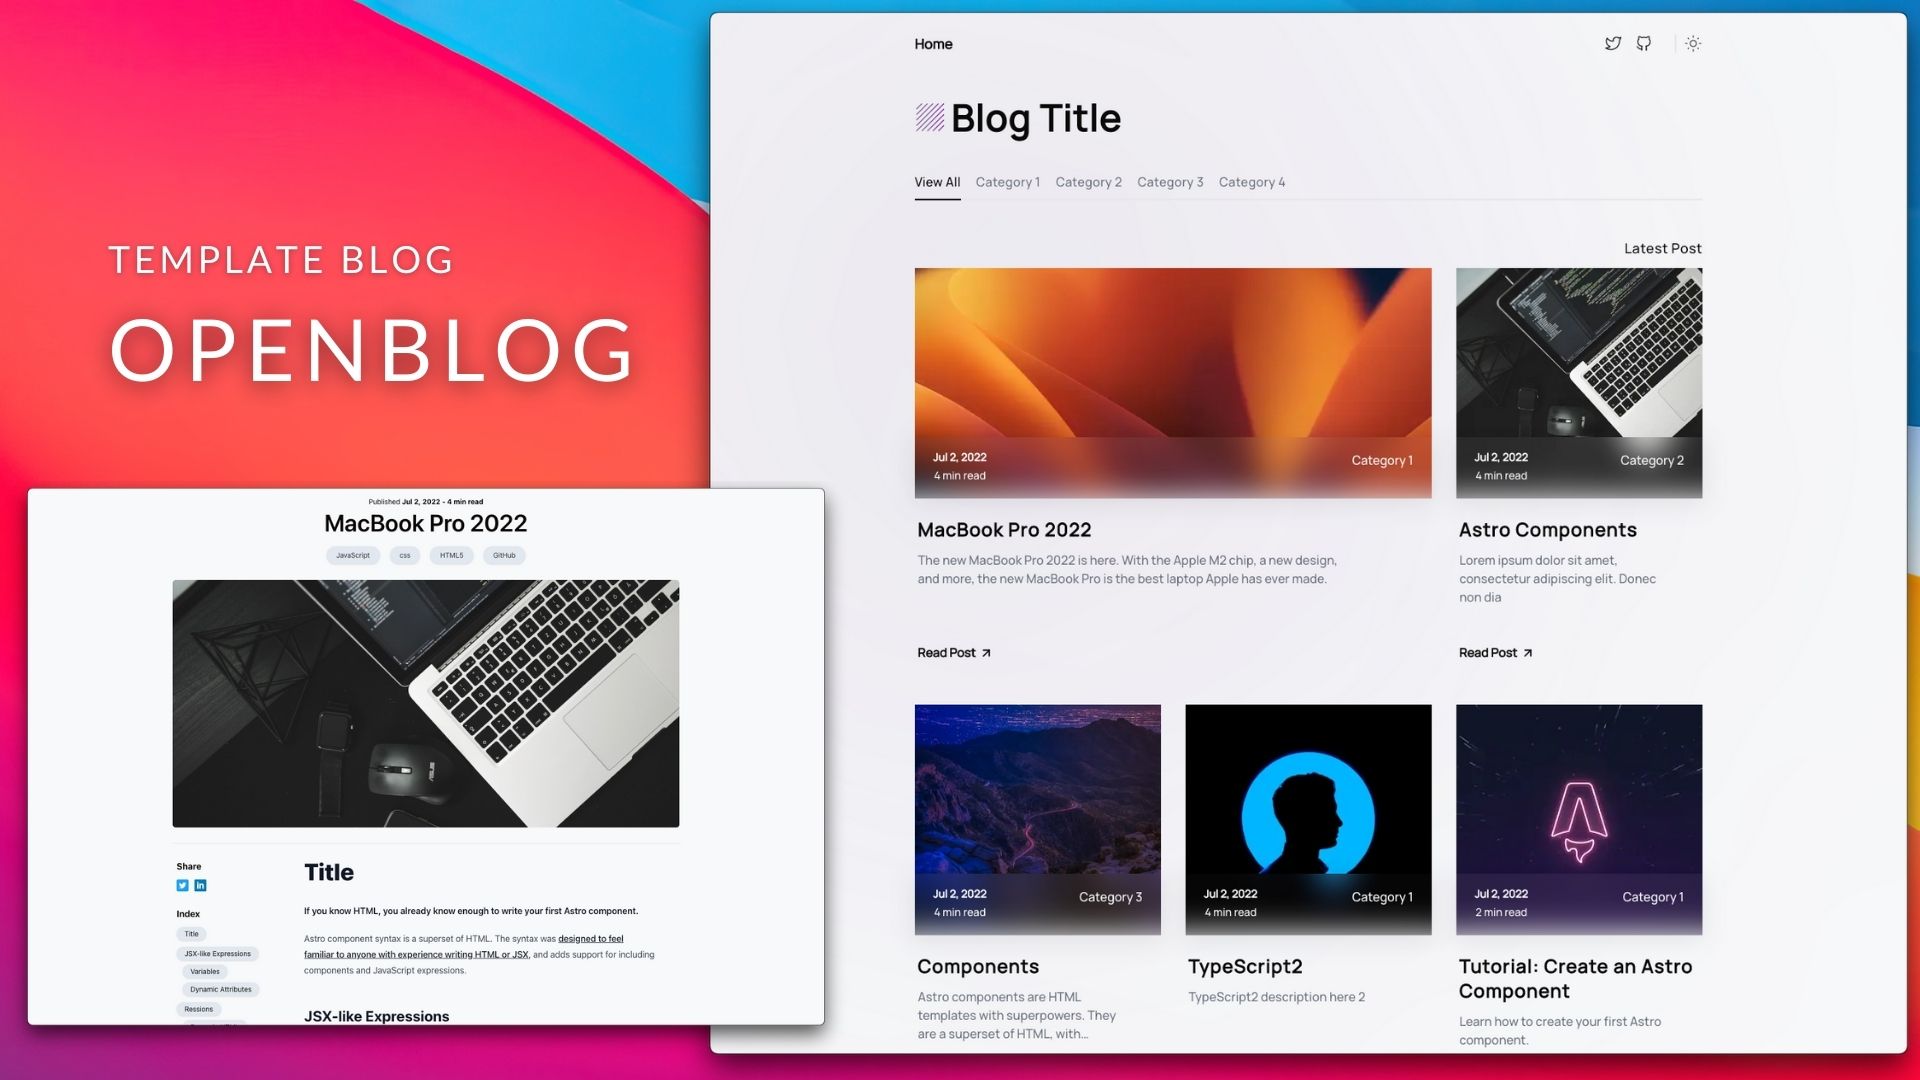 TEMPLATE BLOG
OPENBLOG
Home
Blog Title
View All Category 1 Category 2 Category 3 Category 4
Latest Post
Jul 2, 2022
4 min read
Category 1
MacBook Pro 2022
The new MacBook Pro 2022 is here. With the Apple M2 chip, a new design,
and more, the new MacBook Pro is the best laptop Apple has ever made.
Read Post
Jul 2, 2022
4 min read
Category 2
Astro Components
Lorem ipsum dolor sit amet,
consectetur adipiscing elit. Donec
non dia
Read Post
Jul 2, 2022
4 min read
Category 3
Components
Astro components are HTML
templates with superpowers. They
are a superset of HTML, with...
Jul 2, 2022
4 min read
Category 1
TypeScript2
TypeScript2 description here 2
Jul 2, 2022
2 min read
Category 1
Tutorial: Create an Astro
Component
Learn how to create your first Astro
component.
Published Jul 2, 2022 - 4 min read
MacBook Pro 2022
JavaScript css HTML5 GitHub
ASUS
Share
Index
Title
JSX-like Expressions
Variables
Dynamic Attributes
Ressions
Title
If you know HTML, you already know enough to write your first Astro component.
Astro component syntax is a superset of HTML. The syntax was designed to feel
familiar to anyone with experience writing HTML or JSX, and adds support for including
components and JavaScript expressions.
JSX-like Expressions